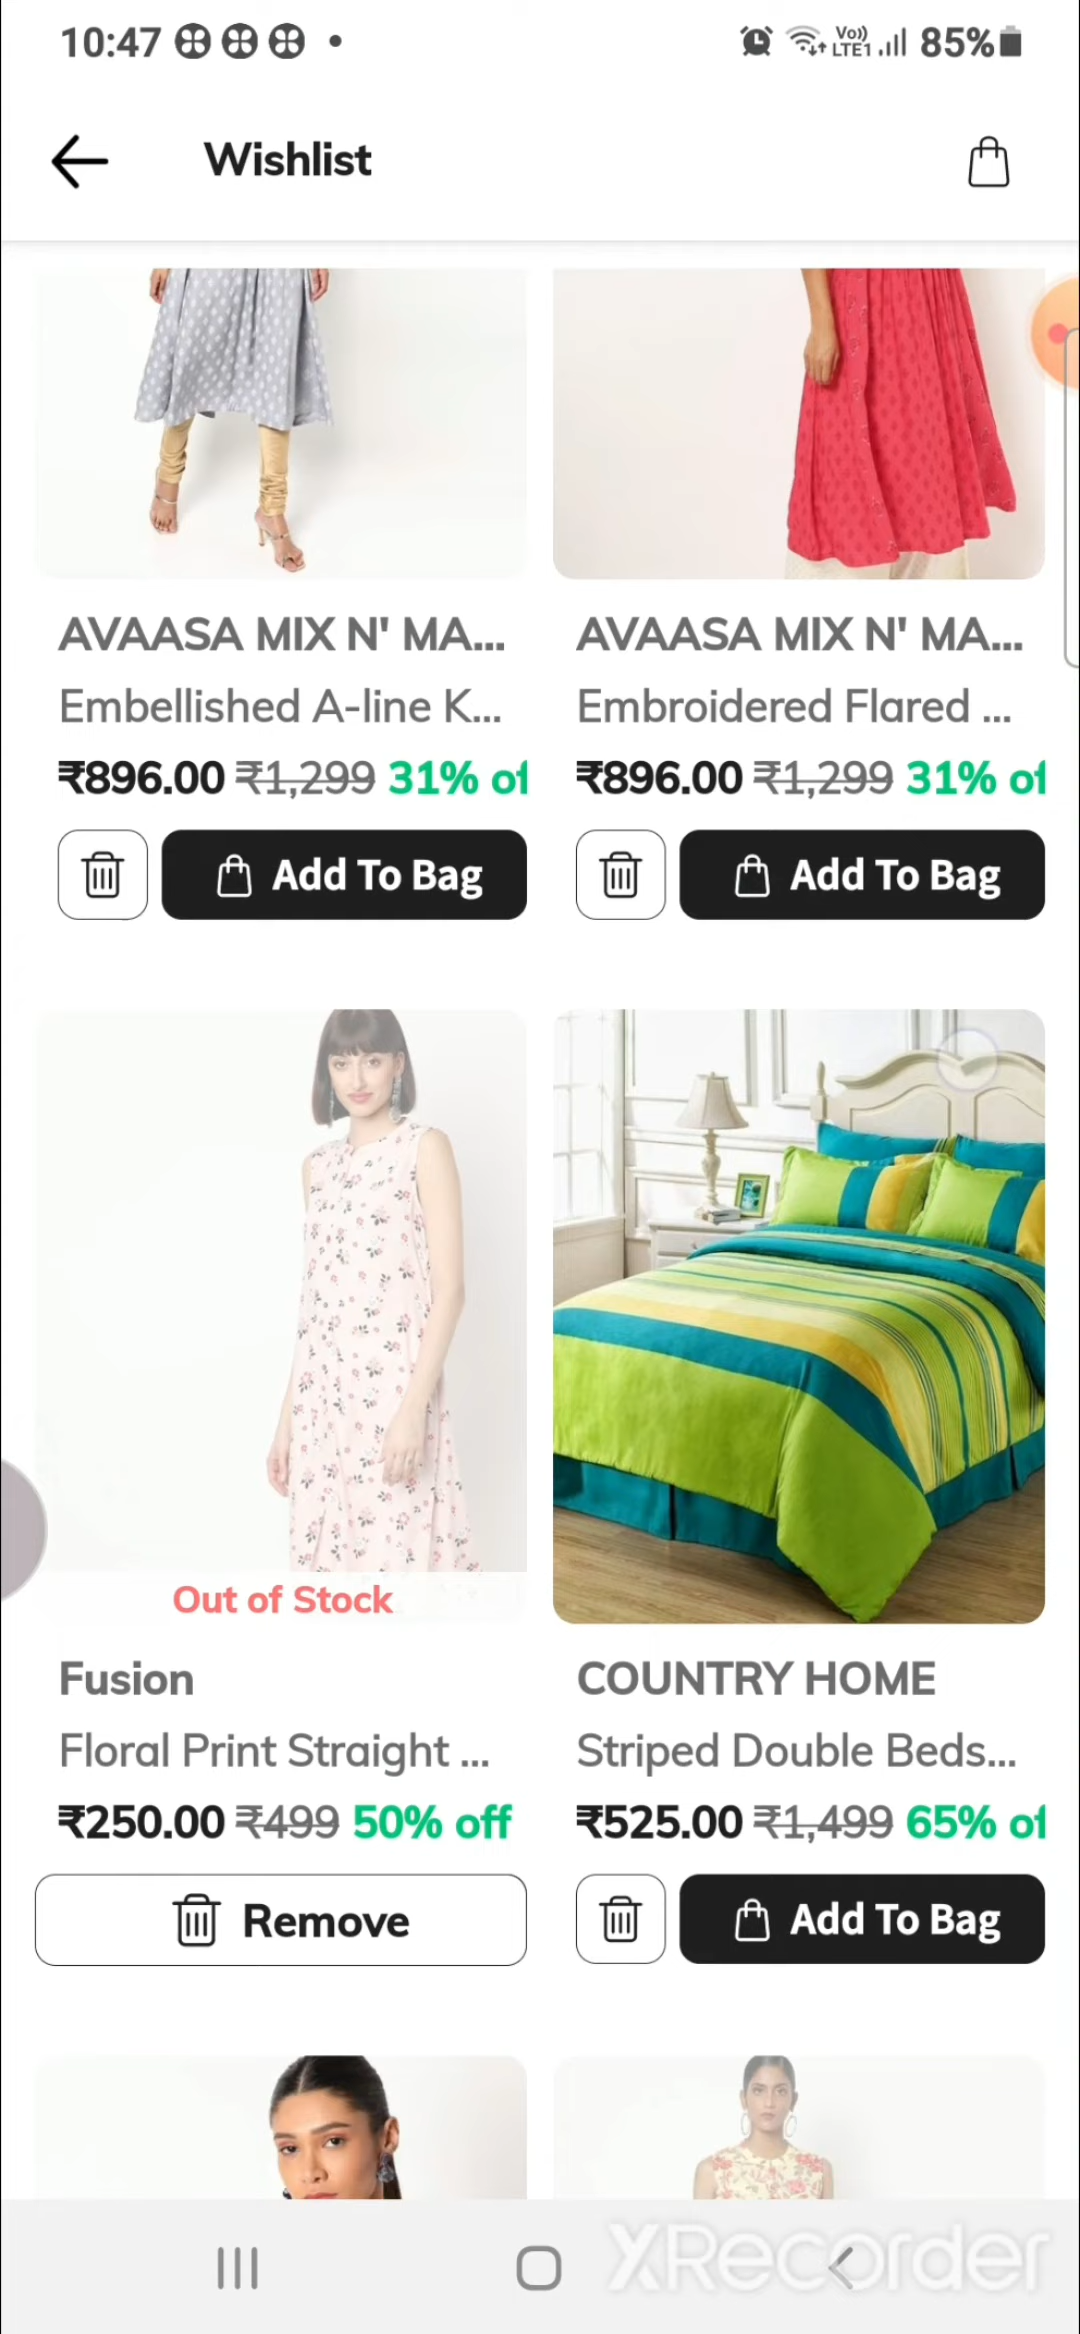 10:47
Vo))
LTE1
85%
Wishlist
AVAASA MIX N' MA...
Embellished A-line K...
₹896.00 ₹1,299 31% of
Add To Bag
AVAASA MIX N' MA...
Embroidered Flared ...
₹896.00 ₹1,299 31% of
Add To Bag
Out of Stock
Fusion
Floral Print Straight ...
₹250.00 ₹499 50% off
Remove
COUNTRY HOME
Striped Double Beds...
₹525.00 ₹1,499 65% of
Add To Bag
XRecorder